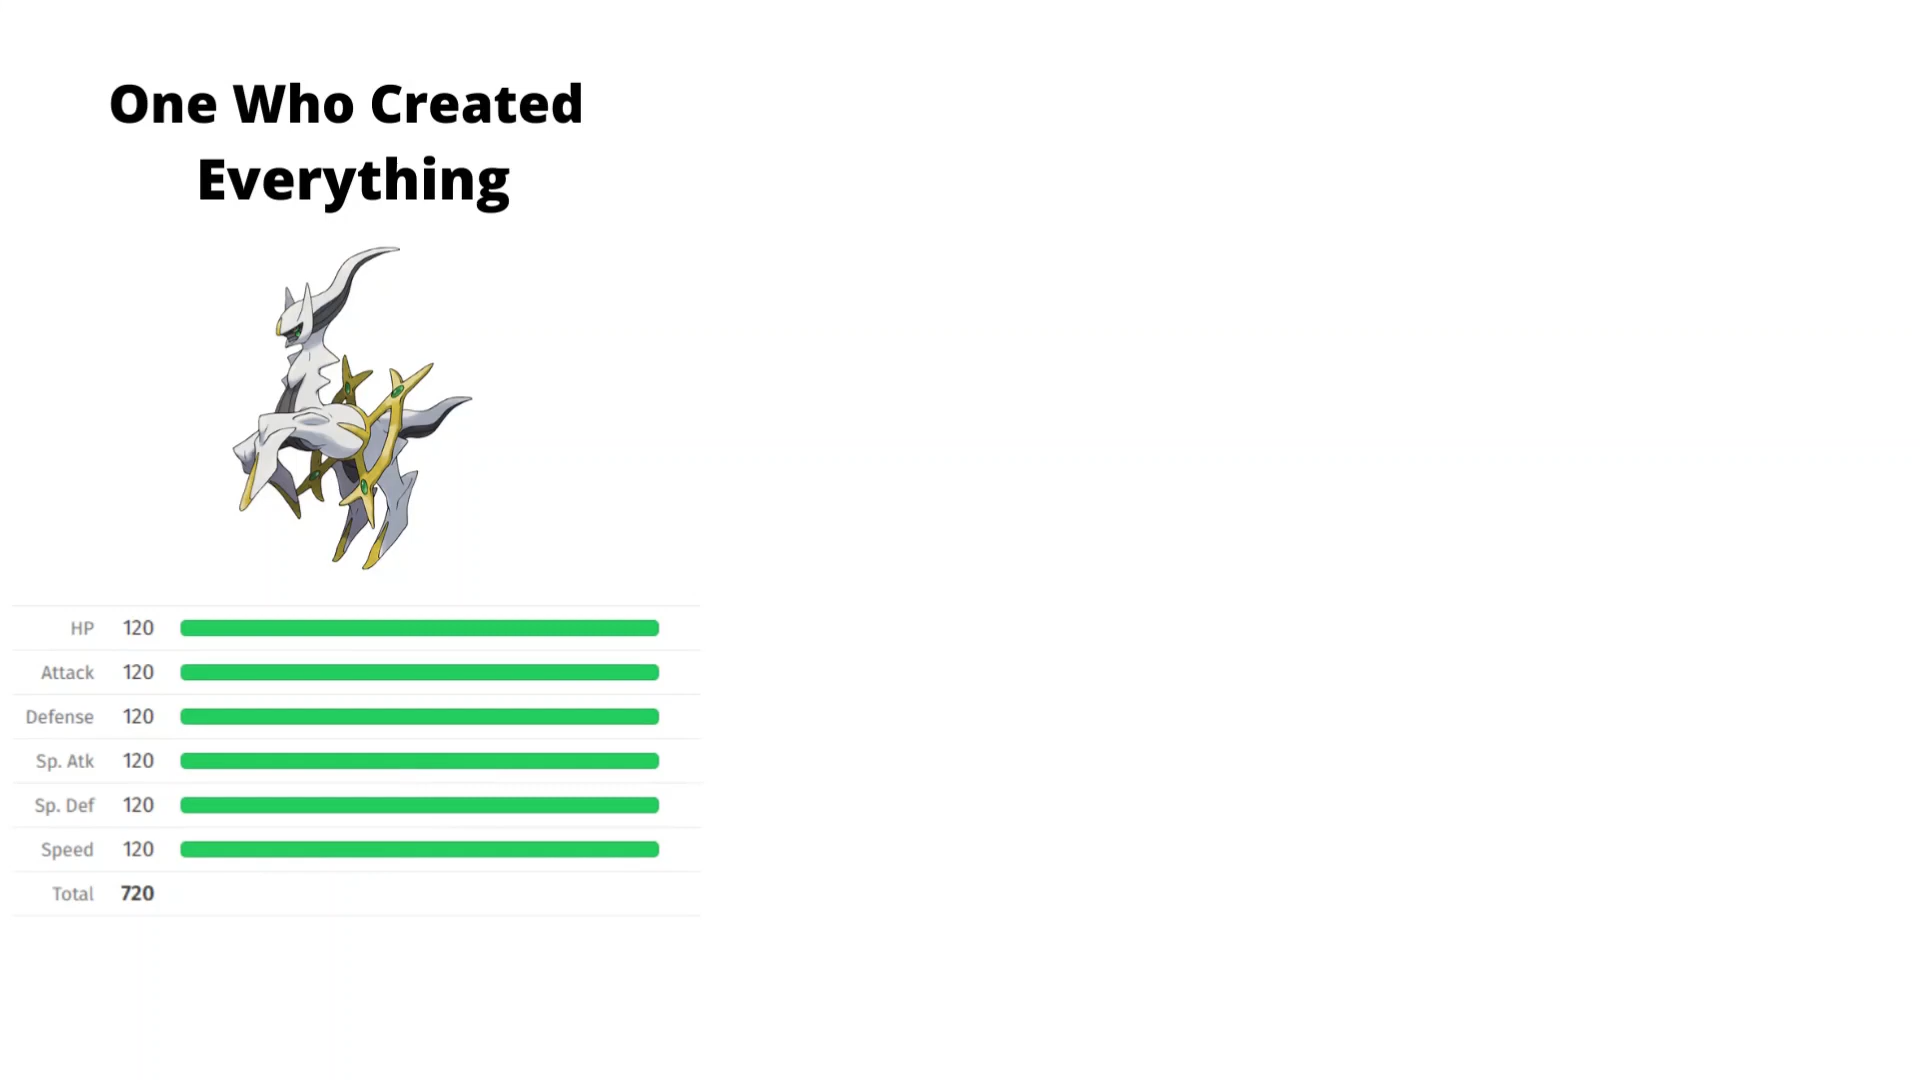 One Who Created
Everything
HP 120
Attack 120
Defense 120
Sp. Atk 120
Sp. Def 120
Speed 120
Total 720